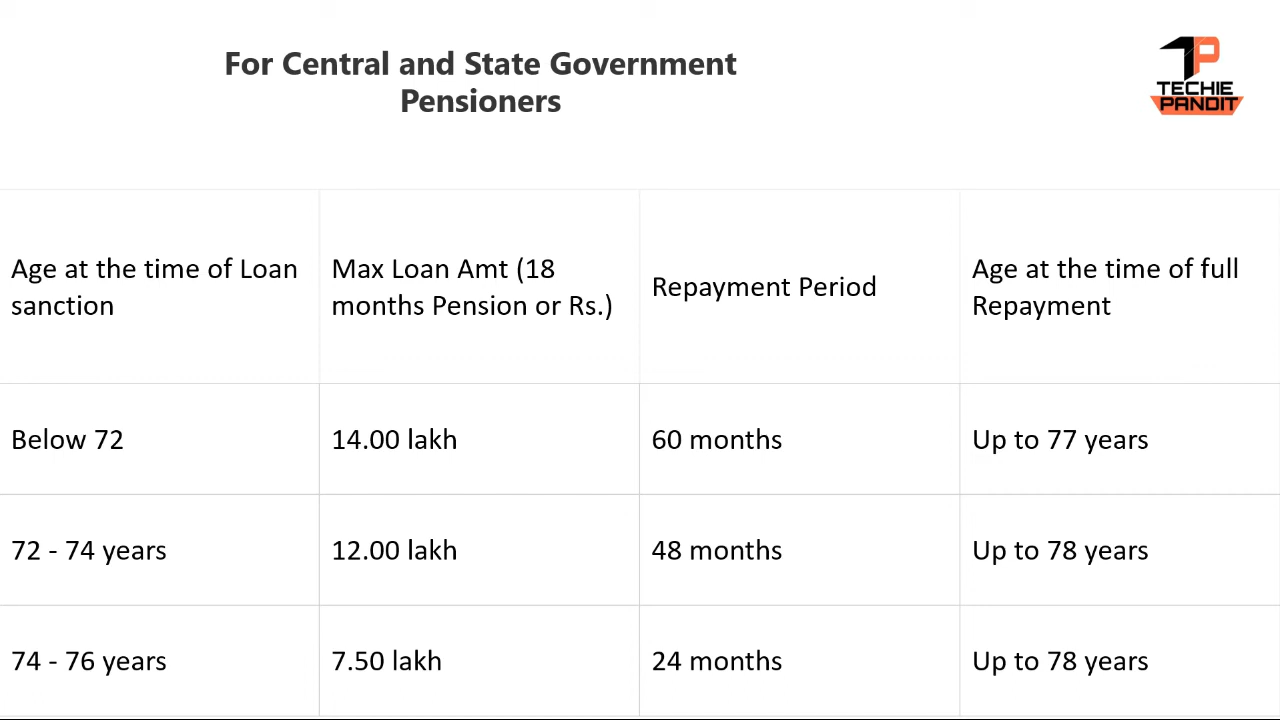 For Central and State Government
Pensioners
TECHIE
PANDIT
Age at the time of Loan
sanction
Max Loan Amt (18
months Pension or Rs.)
Repayment Period
Age at the time of full
Repayment
Below 72
14.00 lakh
60 months
Up to 77 years
72 - 74 years
12.00 lakh
48 months
Up to 78 years
74 - 76 years
7.50 lakh
24 months
Up to 78 years